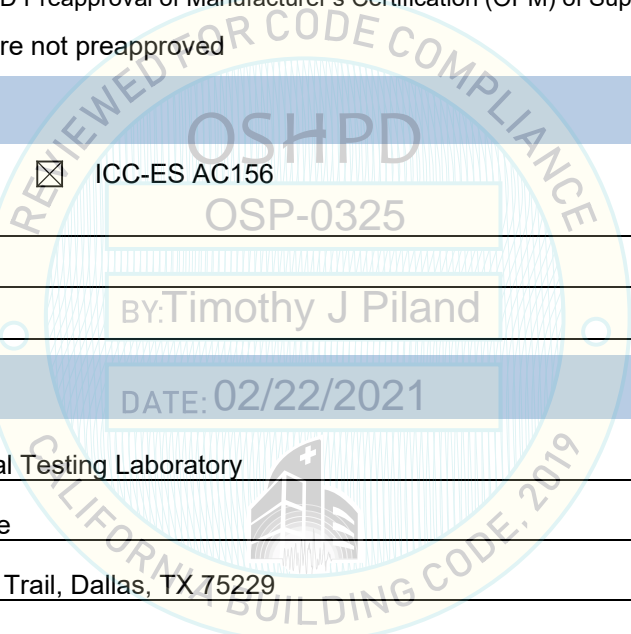 D Preapproval of Manufacturer's Certification (OPM) of Sup
re not preapproved
REVIEWED FOR CODE COMPLIANCE
OSHPD
☒ ICC-ES AC156
OSP-0325
BY: Timothy J Piland
DATE: 02/22/2021
al Testing Laboratory
e
Trail, Dallas, TX 75229
CALIFORNIA BUILDING CODE, 2019